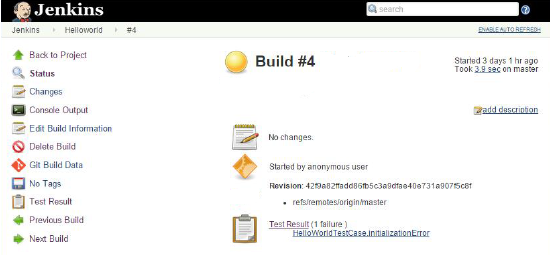 Jenkins
search
Jenkins Helloworld #4
ENABLE AUTO REFRESH
Back to Project
Status
Changes
Console Output
Edit Build Information
Delete Build
Git Build Data
No Tags
Test Result
Previous Build
Next Build
Build #4
Started 3 days 1 hr ago
Took 3.9 sec on master
add description
No changes.
Started by anonymous user
Revision: 42f9a82ffadd86fb5c3a9dfae40e731a907f5c8f
refs/remotes/origin/master
Test Result (1 failure )
HelloWorldTestCase.initializationError